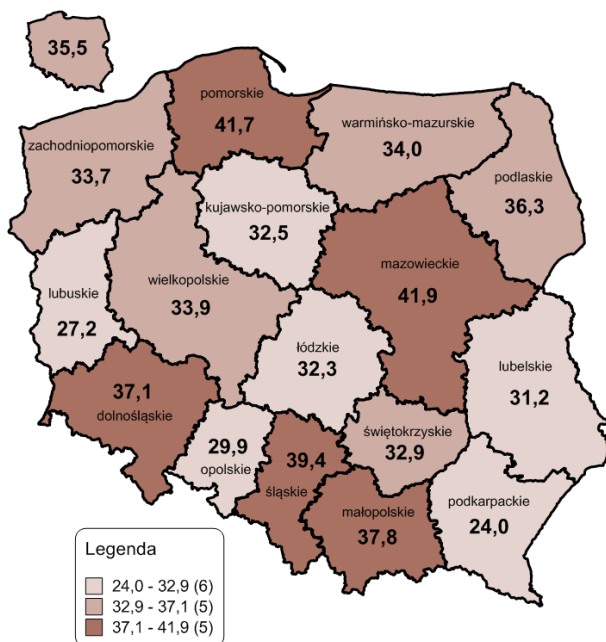 35,5
pomorskie
41,7
warmińsko-mazurskie
34,0
zachodniopomorskie
33,7
podlaskie
36,3
kujawsko-pomorskie
32,5
mazowieckie
41,9
lubuskie
27,2
wielkopolskie
33,9
łódzkie
32,3
lubelskie
31,2
37,1
dolnośląskie
29,9
opolskie
39,4
śląskie
świętokrzyskie
32,9
małopolskie
37,8
podkarpackie
24,0
Legenda
24,0 - 32,9 (6)
32,9 - 37,1 (5)
37,1 - 41,9 (5)